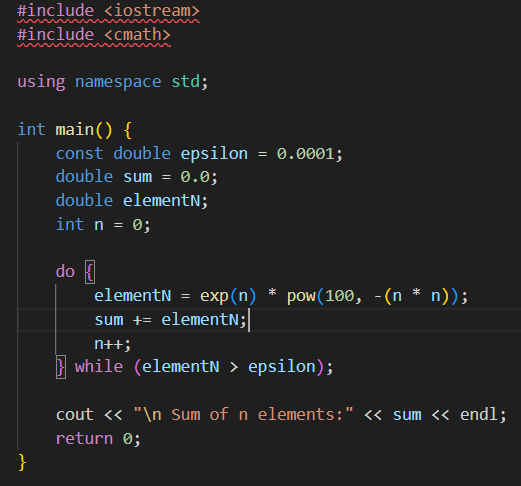 #include <iostream>
#include <cmath>
using namespace std;
int main() {
    const double epsilon = 0.0001;
    double sum = 0.0;
    double elementN;
    int n = 0;
    do {
        elementN = exp(n) * pow(100, -(n * n));
        sum += elementN;
        n++;
    } while (elementN > epsilon);
    cout << "\n Sum of n elements:" << sum << endl;
    return 0;
}